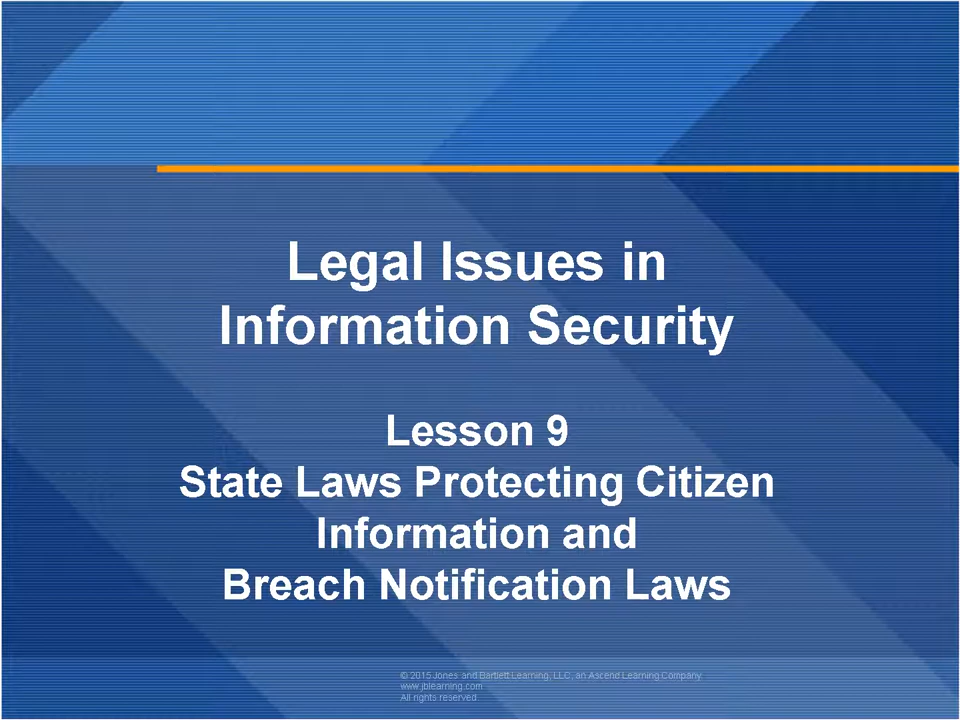 Legal Issues in
Information Security
Lesson 9
State Laws Protecting Citizen
Information and
Breach Notification Laws
© 2015 Jones and Bartlett Learning, LLC, an Ascend Learning Company
www.jblearning.com
All rights reserved.